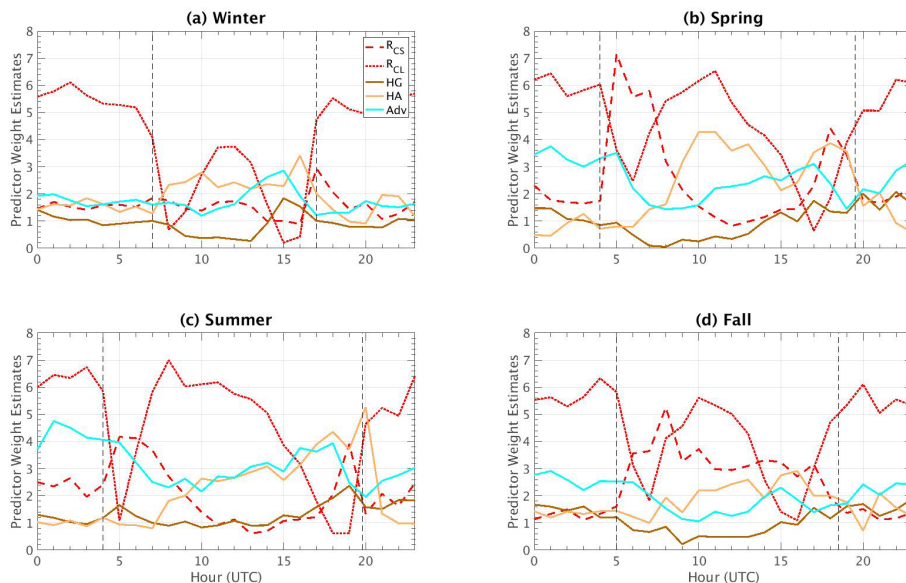 (a) Winter
Predictor Weight Estimates
8
7
6
5
4
3
2
1
0
0 5 10 15 20
R_CS
R_CL
HG
HA
Adv
(b) Spring
Predictor Weight Estimates
8
7
6
5
4
3
2
1
0
0 5 10 15 20
(c) Summer
Predictor Weight Estimates
8
7
6
5
4
3
2
1
0
0 5 10 15 20
Hour (UTC)
(d) Fall
Predictor Weight Estimates
8
7
6
5
4
3
2
1
0
0 5 10 15 20
Hour (UTC)